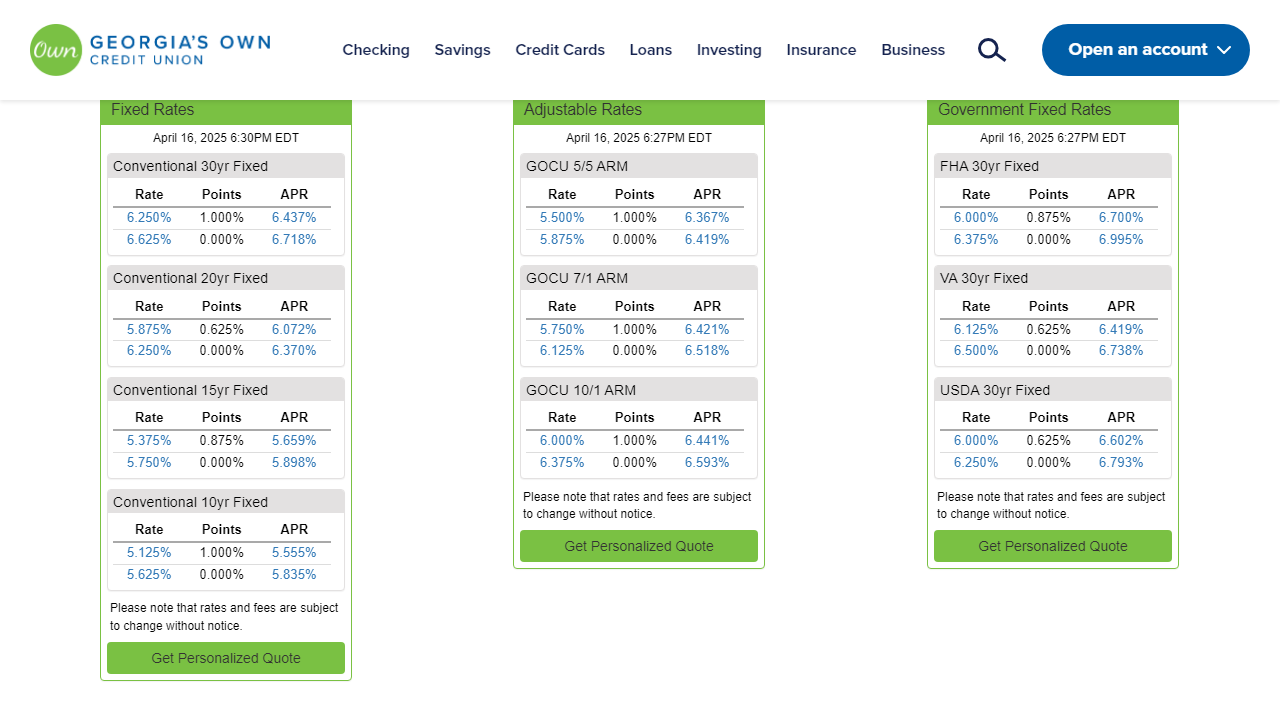 Own GEORGIA'S OWN
CREDIT UNION
Checking Savings Credit Cards Loans Investing Insurance Business Open an account
Fixed Rates
April 16, 2025 6:30PM EDT
Conventional 30yr Fixed
Rate Points APR
6.250% 1.000% 6.437%
6.625% 0.000% 6.718%
Conventional 20yr Fixed
Rate Points APR
5.875% 0.625% 6.072%
6.250% 0.000% 6.370%
Conventional 15yr Fixed
Rate Points APR
5.375% 0.875% 5.659%
5.750% 0.000% 5.898%
Conventional 10yr Fixed
Rate Points APR
5.125% 1.000% 5.555%
5.625% 0.000% 5.835%
Please note that rates and fees are subject
to change without notice.
Get Personalized Quote
Adjustable Rates
April 16, 2025 6:27PM EDT
GOCU 5/5 ARM
Rate Points APR
5.500% 1.000% 6.367%
5.875% 0.000% 6.419%
GOCU 7/1 ARM
Rate Points APR
5.750% 1.000% 6.421%
6.125% 0.000% 6.518%
GOCU 10/1 ARM
Rate Points APR
6.000% 1.000% 6.441%
6.375% 0.000% 6.593%
Please note that rates and fees are subject
to change without notice.
Get Personalized Quote
Government Fixed Rates
April 16, 2025 6:27PM EDT
FHA 30yr Fixed
Rate Points APR
6.000% 0.875% 6.700%
6.375% 0.000% 6.995%
VA 30yr Fixed
Rate Points APR
6.125% 0.625% 6.419%
6.500% 0.000% 6.738%
USDA 30yr Fixed
Rate Points APR
6.000% 0.625% 6.602%
6.250% 0.000% 6.793%
Please note that rates and fees are subject
to change without notice.
Get Personalized Quote